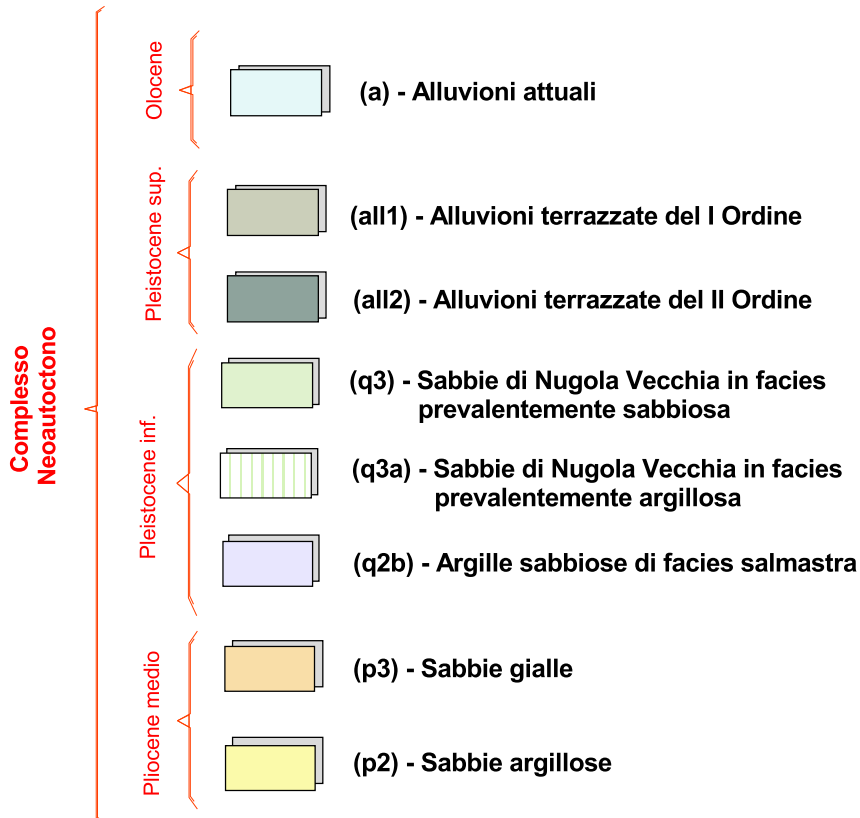 Complesso
Neoautoctono
Olocene
(a) - Alluvioni attuali
Pleistocene sup.
(all1) - Alluvioni terrazzate del I Ordine
(all2) - Alluvioni terrazzate del II Ordine
Pleistocene inf.
(q3) - Sabbie di Nugola Vecchia in facies
prevalentemente sabbiosa
(q3a) - Sabbie di Nugola Vecchia in facies
prevalentemente argillosa
(q2b) - Argille sabbiose di facies salmastra
Pliocene medio
(p3) - Sabbie gialle
(p2) - Sabbie argillose